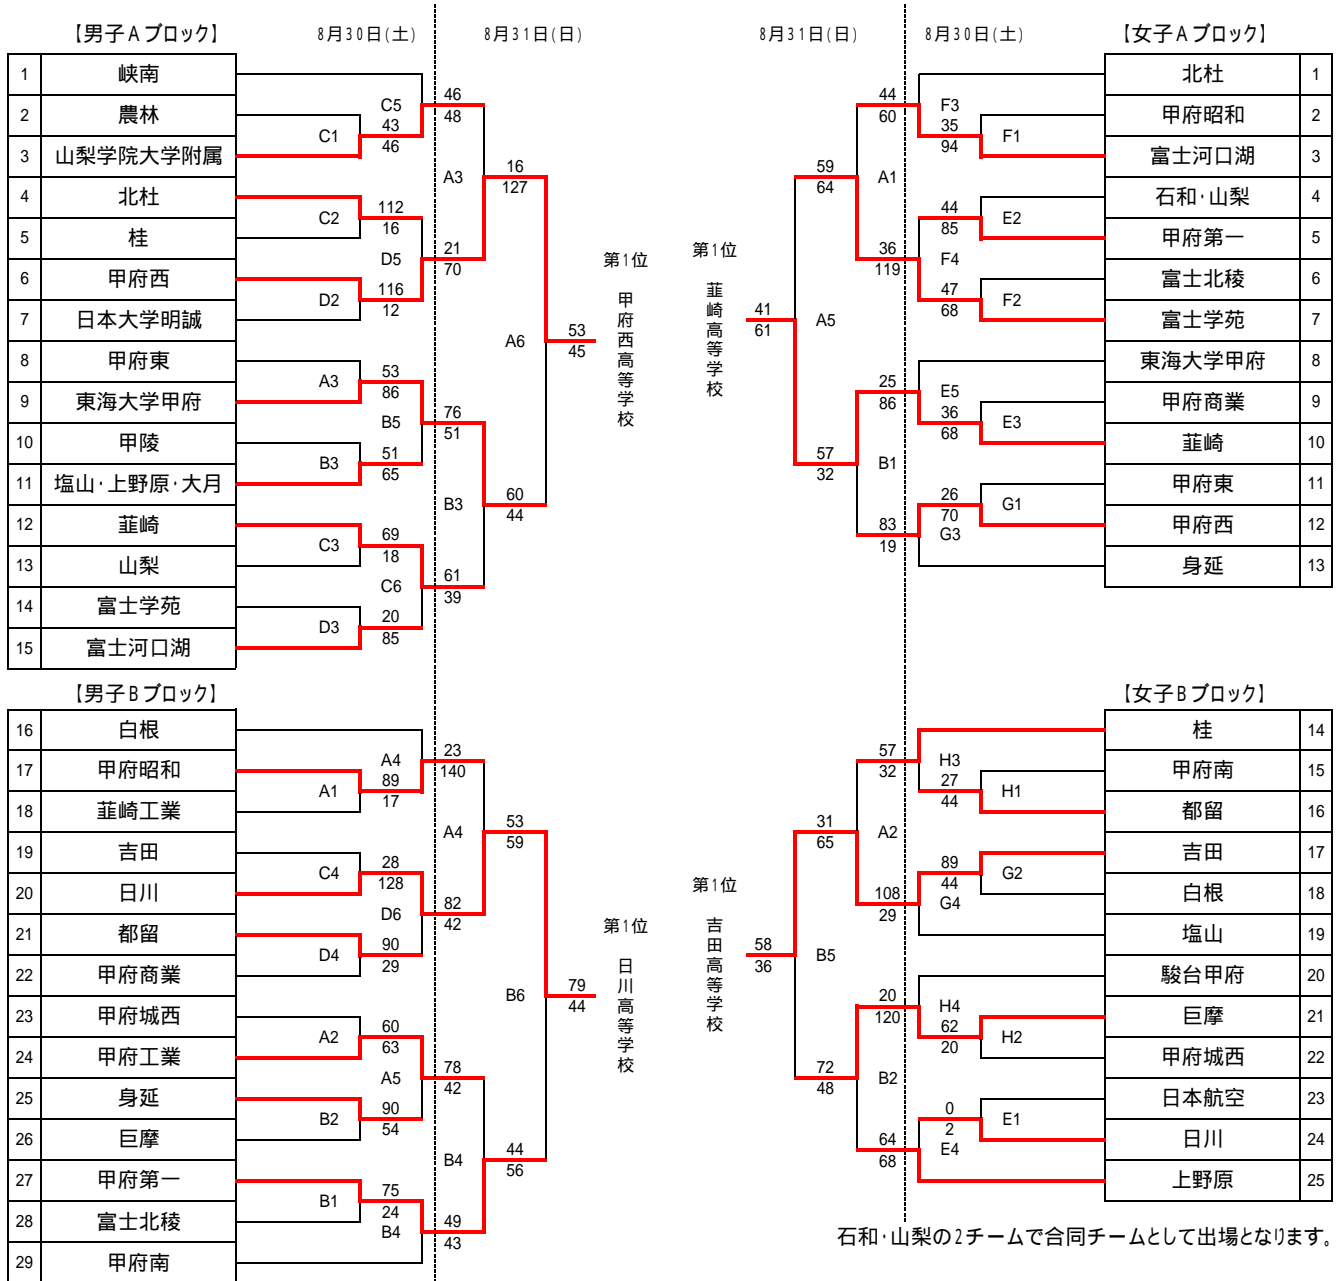 【男子Aブロック】 8月30日(土) 8月31日(日) 8月31日(日) 8月30日(土) 【女子Aブロック】
1 峡南
2 農林
3 山梨学院大学附属
4 北杜
5 桂
6 甲府西
7 日本大学明誠
8 甲府東
9 東海大学甲府
10 甲陵
11 塩山・上野原・大月
12 韮崎
13 山梨
14 富士学苑
15 富士河口湖
C1
C5
43
46
C2
112
16
D5
D2
116
12
A3
53
86
B5
B3
51
65
C3
69
18
C6
D3
20
85
46
48
A3
21
70
76
51
B3
61
39
16
127
A6
60
44
53
45
第1位
甲府西高等学校
北杜 1
甲府昭和 2
富士河口湖 3
石和・山梨 4
甲府第一 5
富士北稜 6
富士学苑 7
東海大学甲府 8
甲府商業 9
韮崎 10
甲府東 11
甲府西 12
身延 13
F1
F3
35
94
E2
44
85
F4
F2
47
68
E5
36
68
E3
G1
26
70
G3
44
60
A1
36
119
25
86
B1
83
19
59
64
A5
57
32
41
61
第1位
韮崎高等学校
【男子Bブロック】
16 白根
17 甲府昭和
18 韮崎工業
19 吉田
20 日川
21 都留
22 甲府商業
23 甲府城西
24 甲府工業
25 身延
26 巨摩
27 甲府第一
28 富士北稜
29 甲府南
A1
A4
89
17
C4
28
128
D6
D4
90
29
A2
60
63
A5
B2
90
54
B1
75
24
B4
23
140
A4
82
42
78
42
B4
49
43
53
59
B6
44
56
79
44
第1位
日川高等学校
【女子Bブロック】
桂 14
甲府南 15
都留 16
吉田 17
白根 18
塩山 19
駿台甲府 20
巨摩 21
甲府城西 22
日本航空 23
日川 24
上野原 25
H3
27
44
H1
89
44
G4
G2
H4
62
20
H2
0
2
E4
E1
57
32
A2
108
29
20
120
B2
64
68
31
65
B5
72
48
58
36
第1位
吉田高等学校
石和・山梨の2チームで合同チームとして出場となります。